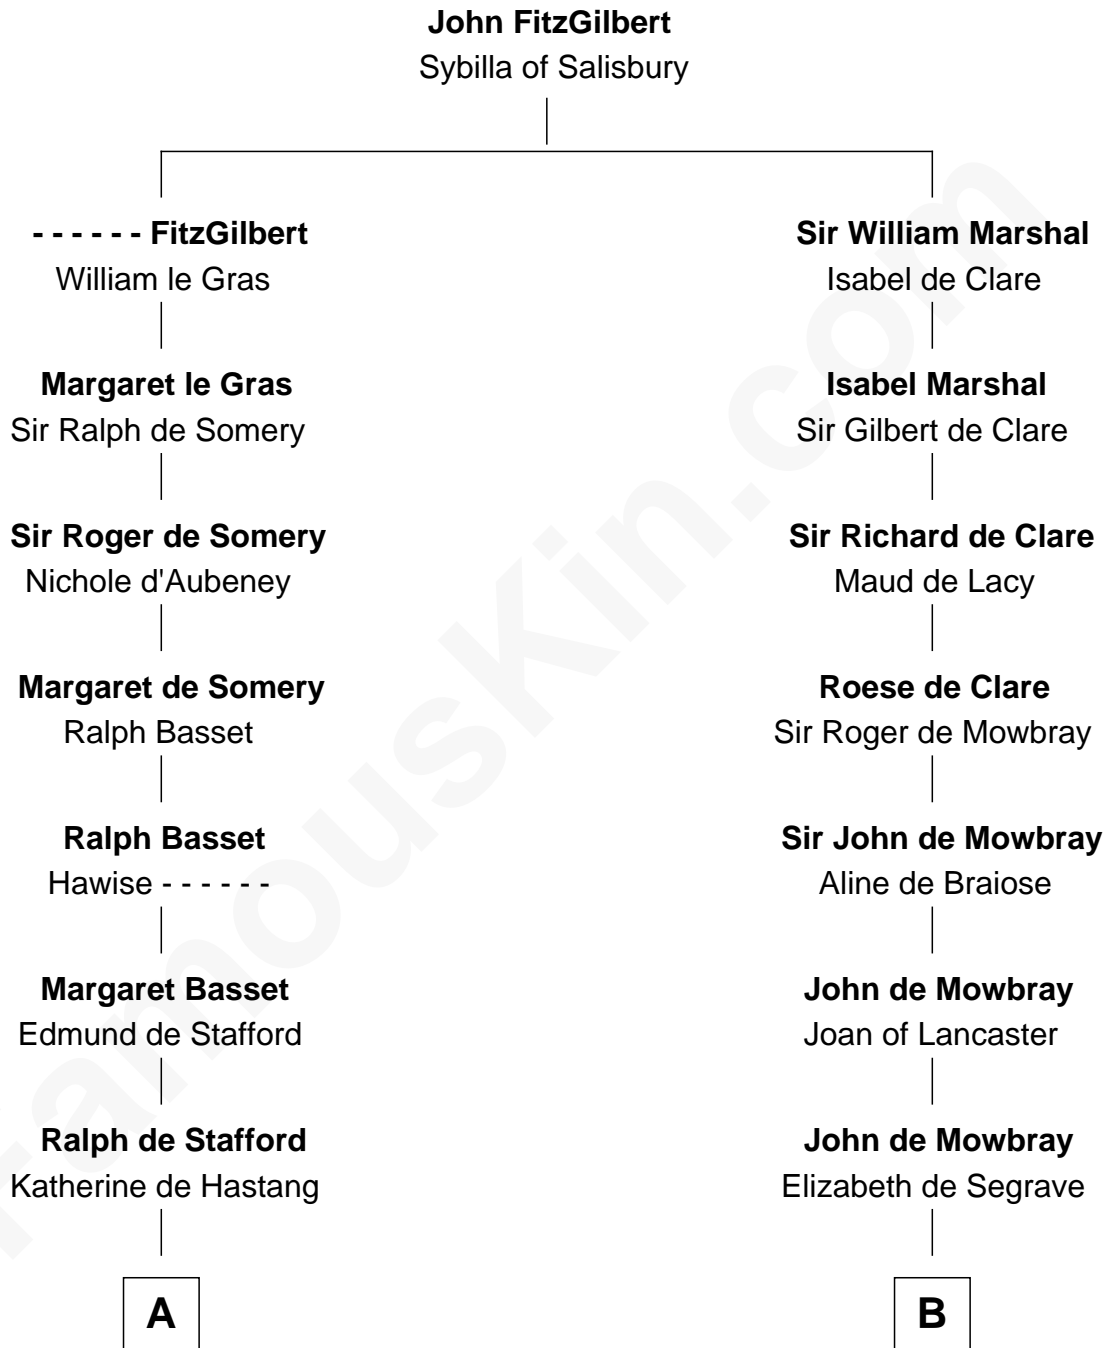 John FitzGilbert
Sybilla of Salisbury
- - - - - - FitzGilbert
William le Gras
Margaret le Gras
Sir Ralph de Somery
Sir Roger de Somery
Nichole d'Aubeney
Margaret de Somery
Ralph Basset
Ralph Basset
Hawise - - - - - -
Margaret Basset
Edmund de Stafford
Ralph de Stafford
Katherine de Hastang
A
Sir William Marshal
Isabel de Clare
Isabel Marshal
Sir Gilbert de Clare
Sir Richard de Clare
Maud de Lacy
Roese de Clare
Sir Roger de Mowbray
Sir John de Mowbray
Aline de Braiose
John de Mowbray
Joan of Lancaster
John de Mowbray
Elizabeth de Segrave
B
FamousKin.com